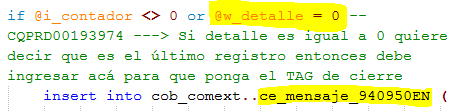 if @i_contador <> 0 or @w_detalle = 0 --
CQPRD00193974 ---> Si detalle es igual a 0 quiere
decir que es el último registro entonces debe
ingresar acá para que ponga el TAG de cierre
insert into cob_comext..ce_mensaje_940950EN (